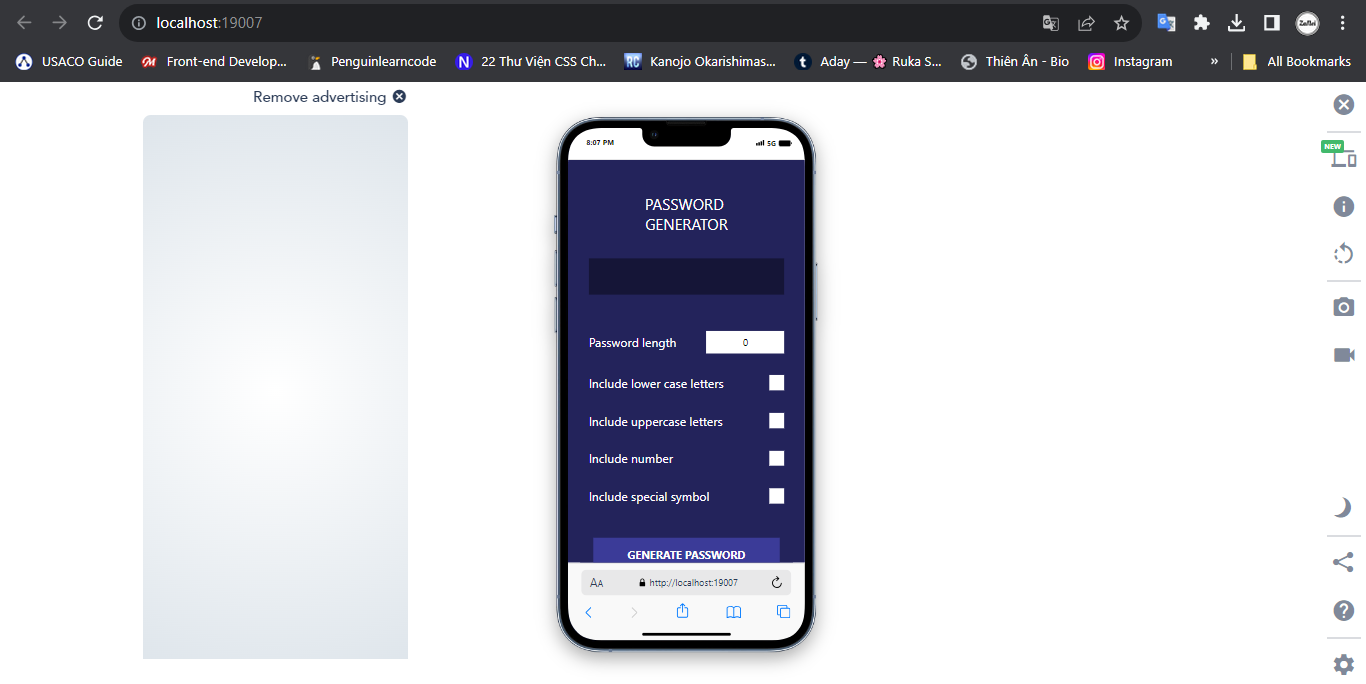 localhost:19007
USACO Guide
Front-end Develop...
Penguinlearncode
22 Thư Viện CSS Ch...
Kanojo Okarishimas...
Aday — 🌸 Ruka S...
Thiên Ân - Bio
Instagram
»
All Bookmarks
Remove advertising
NEW
8:07 PM
5G
PASSWORD
GENERATOR
Password length
0
Include lower case letters
Include uppercase letters
Include number
Include special symbol
GENERATE PASSWORD
AA
http://localhost:19007